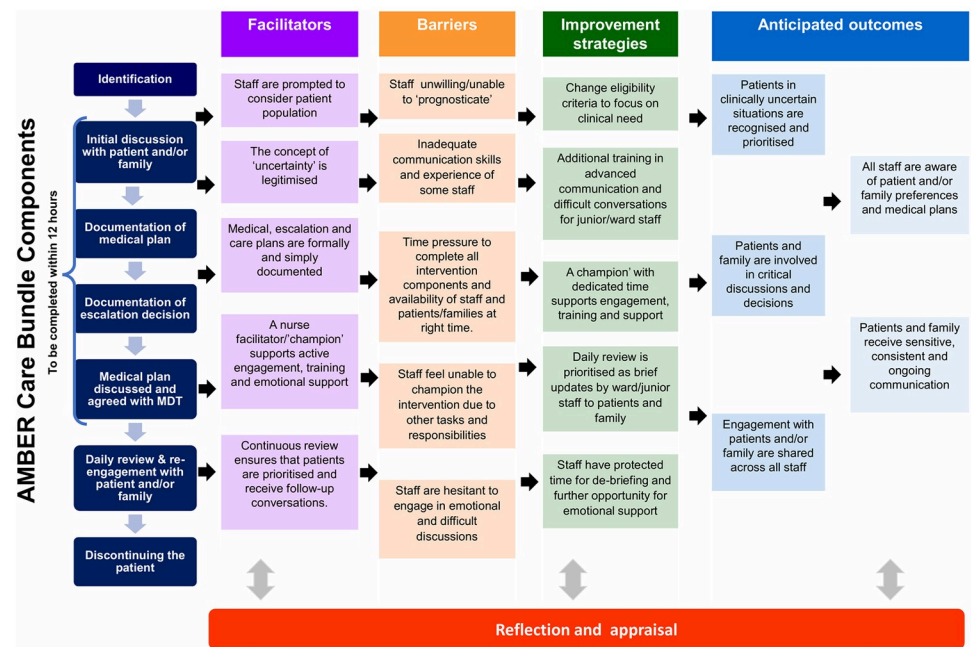 Facilitators
Barriers
Improvement
strategies
Anticipated outcomes
AMBER Care Bundle Components
To be completed within 12 hours
Identification
Initial discussion
with patient and/or
family
Documentation of
medical plan
Documentation of
escalation decision
Medical plan
discussed and
agreed with MDT
Daily review & re-
engagement with
patient and/or
family
Discontinuing the
patient
Staff are prompted to
consider patient
population
The concept of
'uncertainty' is
legitimised
Medical, escalation and
care plans are formally
and simply
documented
A nurse
facilitator/'champion'
supports active
engagement, training
and emotional support
Continuous review
ensures that patients
are prioritised and
receive follow-up
conversations.
Staff unwilling/unable
to 'prognosticate'
Inadequate
communication skills
and experience of
some staff
Time pressure to
complete all
intervention
components and
availability of staff and
patients/families at
right time.
Staff feel unable to
champion the
intervention due to
other tasks and
responsibilities
Staff are hesitant to
engage in emotional
and difficult
discussions
Change eligibility
criteria to focus on
clinical need
Additional training in
advanced
communication and
difficult conversations
for junior/ward staff
A champion' with
dedicated time
supports engagement,
training and support
Daily review is
prioritised as brief
updates by ward/junior
staff to patients and
family
Staff have protected
time for de-briefing and
further opportunity for
emotional support
Patients in
clinically uncertain
situations are
recognised and
prioritised
Patients and
family are involved
in critical
discussions and
decisions
Engagement with
patients and/or
family are shared
across all staff
All staff are aware
of patient and/or
family preferences
and medical plans
Patients and family
receive sensitive,
consistent and
ongoing
communication
Reflection and appraisal